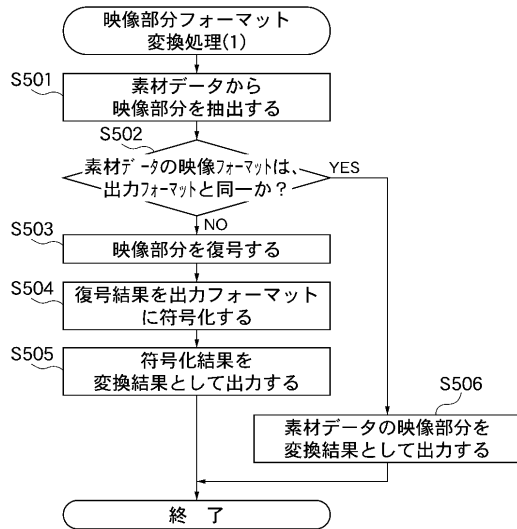 映像部分フォーマット
変換処理(1)
S501
素材データから
映像部分を抽出する
S502
素材データの映像フォーマットは、
出力フォーマットと同一か？
YES
NO
S503
映像部分を復号する
S504
復号結果を出力フォーマット
に符号化する
S505
符号化結果を
変換結果として出力する
S506
素材データの映像部分を
変換結果として出力する
終　了